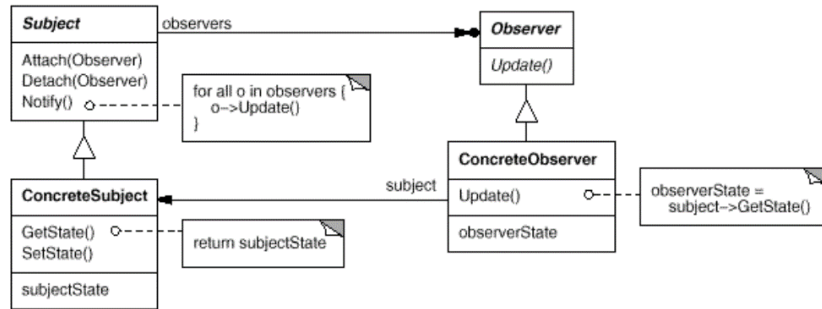 Subject
Attach(Observer)
Detach(Observer)
Notify()
observers
Observer
Update()
for all o in observers {
o->Update()
}
ConcreteSubject
GetState()
SetState()
subjectState
return subjectState
subject
ConcreteObserver
Update()
observerState
observerState =
subject->GetState()